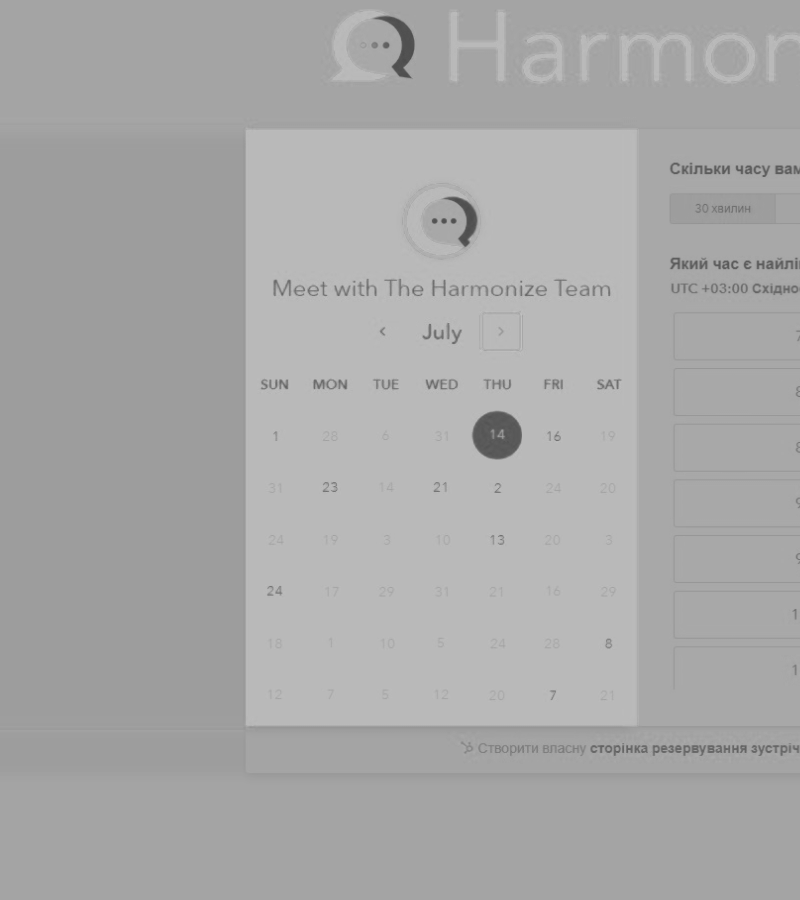 Harmon
Meet with The Harmonize Team
July
SUN MON TUE WED THU FRI SAT
1 28 6 31 14 16 19
31 23 14 21 2 24 20
24 19 3 10 13 20 3
24 17 29 31 21 16 29
18 1 10 5 24 28 8
12 7 5 12 20 7 21
Скільки часу вам
30 хвилин
Який час є найлі
UTC +03:00 Східно
7
8
8
9
9
1
1
Створити власну сторінка резервування зустріч